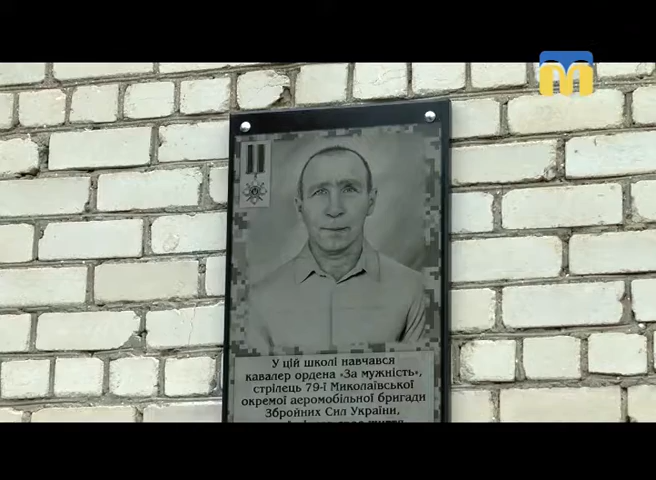 У цій школі навчався
кавалер ордена «За мужність»,
стрілець 79-ї Миколаївської
окремої аеромобільної бригади
Збройних Сил України,